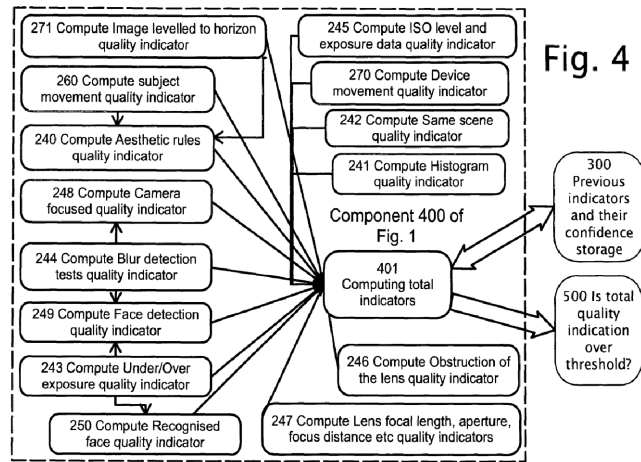 271 Compute Image levelled to horizon
quality indicator
260 Compute subject
movement quality indicator
240 Compute Aesthetic rules
quality indicator
248 Compute Camera
focused quality indicator
244 Compute Blur detection
tests quality indicator
249 Compute Face detection
quality indicator
243 Compute Under/Over
exposure quality indicator
250 Compute Recognised
face quality indicator
245 Compute ISO level and
exposure data quality indicator
270 Compute Device
movement quality indicator
242 Compute Same scene
quality indicator
241 Compute Histogram
quality indicator
Component 400 of
Fig. 1
401
Computing total
indicators
246 Compute Obstruction of
the lens quality indicator
247 Compute Lens focal length, aperture,
focus distance etc quality indicators
Fig. 4
300
Previous
indicators
and their
confidence
storage
500 Is total
quality
indication
over
threshold?